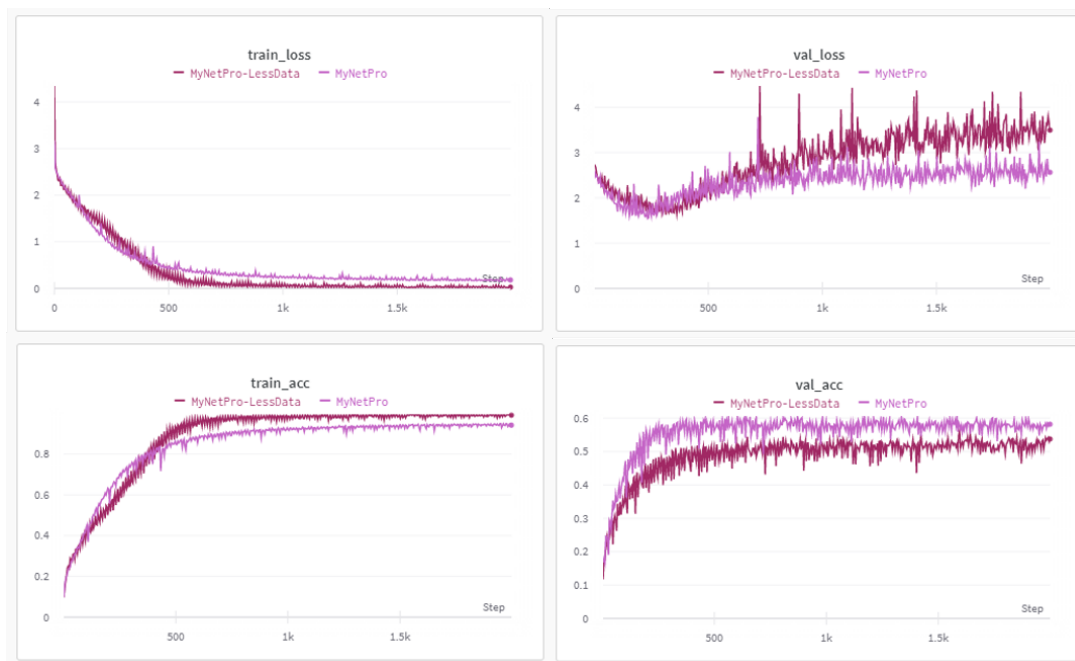 train_loss
MyNetPro-LessData MyNetPro
4
3
2
1
0
Step
0 500 1k 1.5k
val_loss
MyNetPro-LessData MyNetPro
4
3
2
1
0
Step
500 1k 1.5k
train_acc
MyNetPro-LessData MyNetPro
0.8
0.6
0.4
0.2
0
Step
500 1k 1.5k
val_acc
MyNetPro-LessData MyNetPro
0.6
0.5
0.4
0.3
0.2
0.1
0
Step
500 1k 1.5k